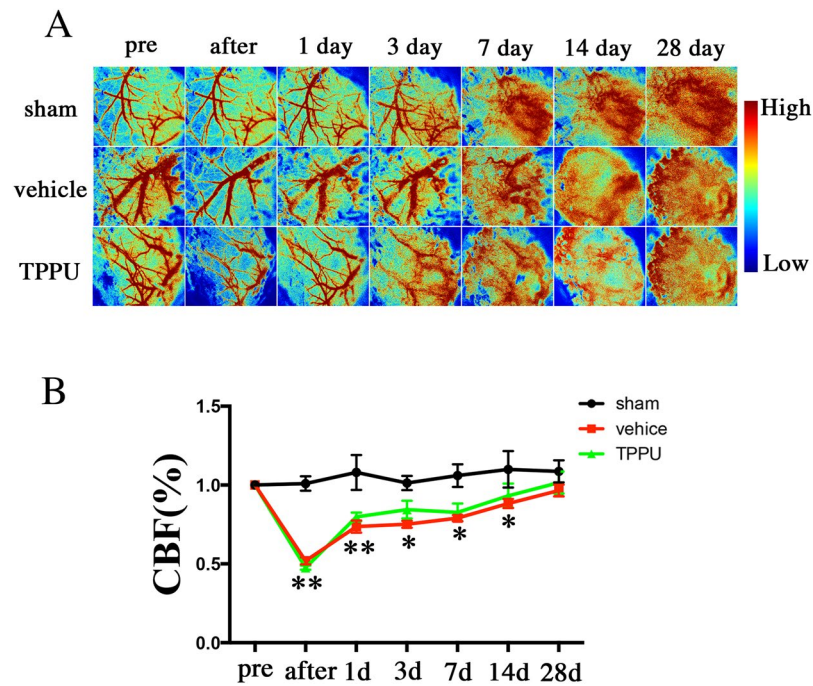 A
pre after 1 day 3 day 7 day 14 day 28 day
sham
vehicle
TPPU
High
Low
B
sham
vehice
TPPU
CBF(%)
1.5
1.0
0.5
0.0
** ** * * *
pre after 1d 3d 7d 14d 28d